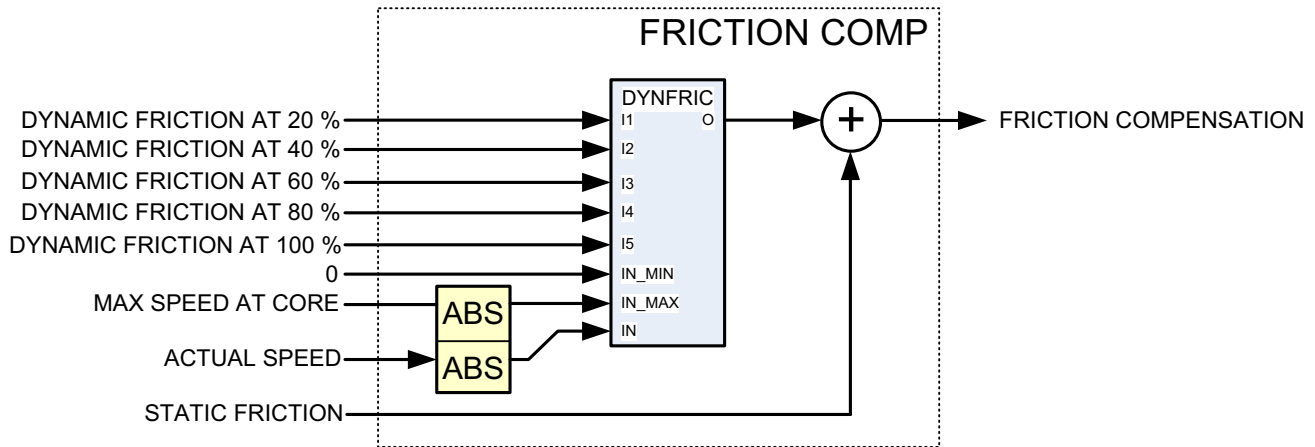 FRICTION COMP
DYNFRIC
DYNAMIC FRICTION AT 20 %
I1
O
+
FRICTION COMPENSATION
DYNAMIC FRICTION AT 40 %
I2
DYNAMIC FRICTION AT 60 %
I3
DYNAMIC FRICTION AT 80 %
I4
DYNAMIC FRICTION AT 100 %
I5
0
IN_MIN
MAX SPEED AT CORE
ABS
IN_MAX
ACTUAL SPEED
ABS
IN
STATIC FRICTION